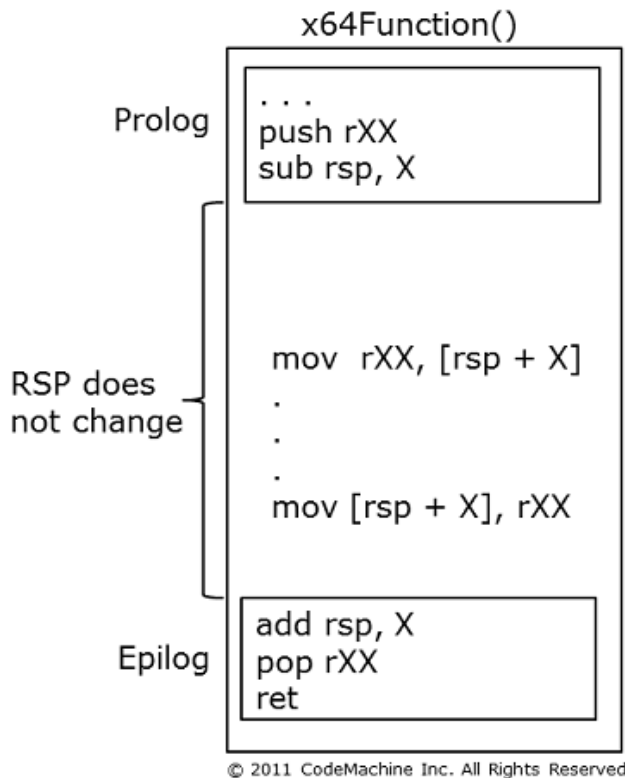 x64Function()
Prolog
. . .
push rXX
sub rsp, X
RSP does
not change
mov rXX, [rsp + X]
.
.
.
mov [rsp + X], rXX
Epilog
add rsp, X
pop rXX
ret
© 2011 CodeMachine Inc. All Rights Reserved